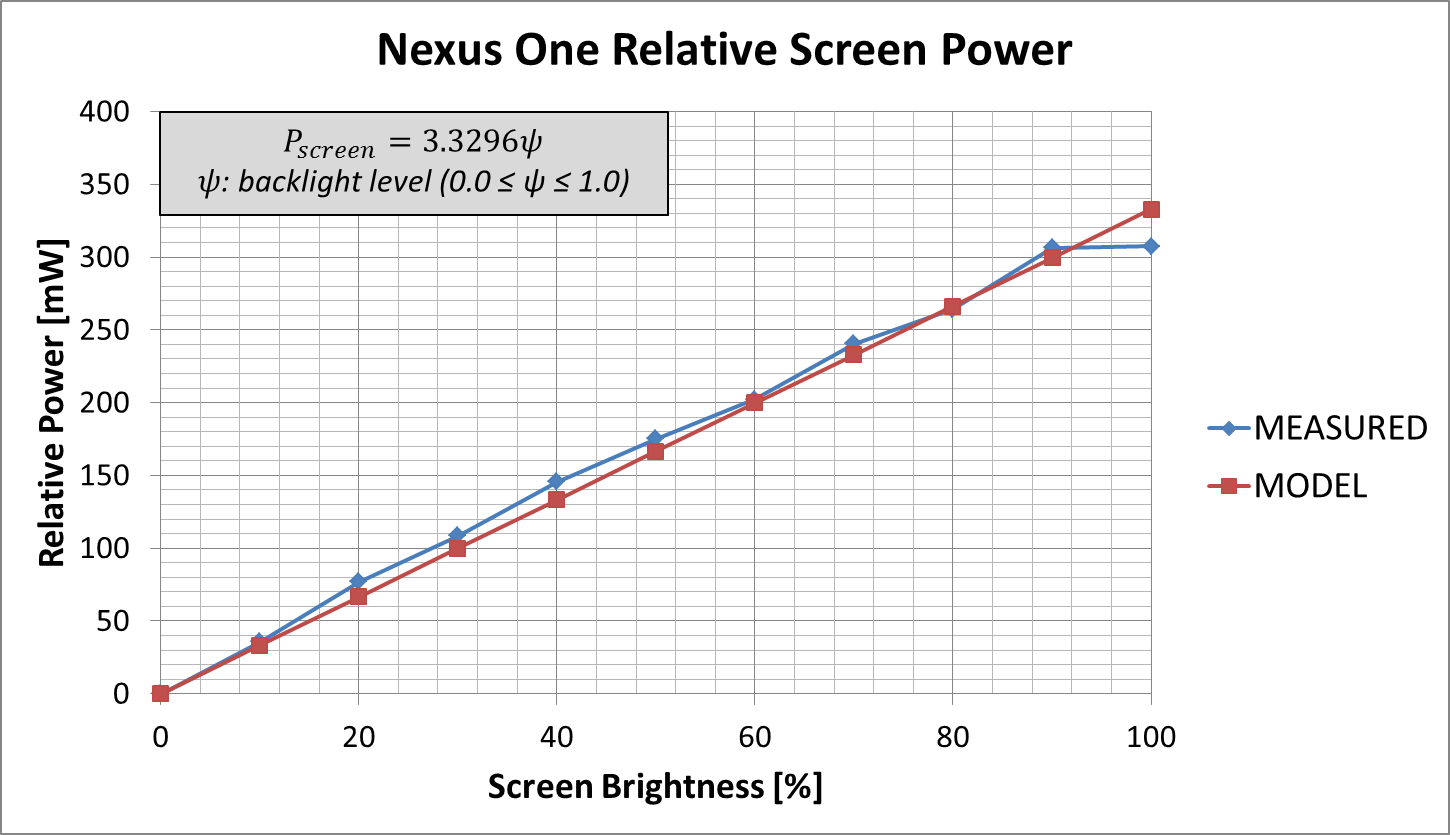 Nexus One Relative Screen Power
400
350
300
250
200
150
100
50
0
P_screen = 3.3296ψ
ψ: backlight level (0.0 ≤ ψ ≤ 1.0)
Relative Power [mW]
0 20 40 60 80 100
Screen Brightness [%]
MEASURED
MODEL